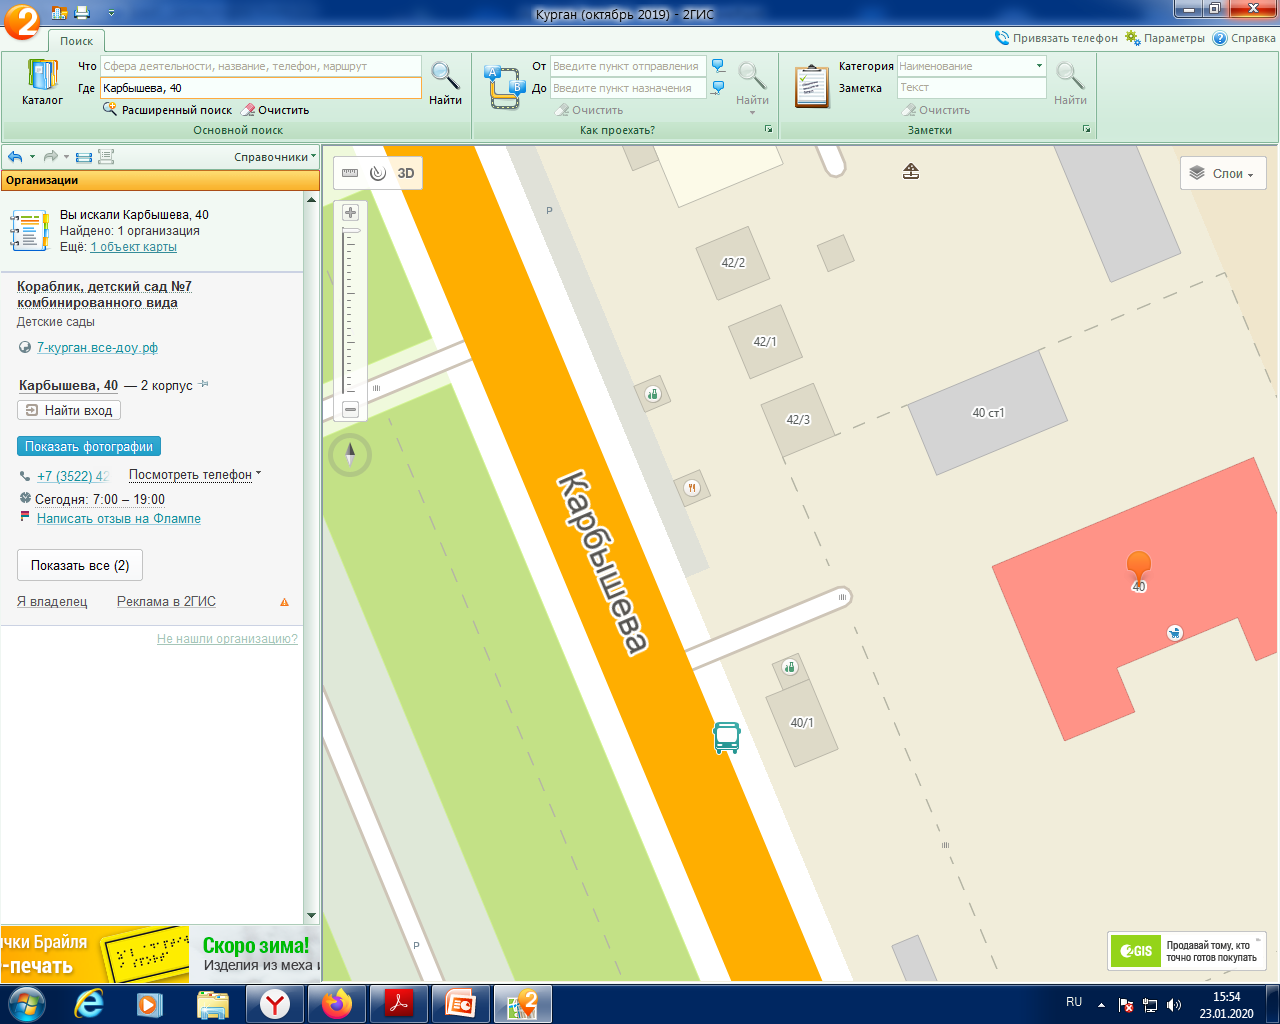 Курган (октябрь 2019) - 2ГИС
Поиск
Привязать телефон
Параметры
Справка
Каталог
Что
Сфера деятельности, название, телефон, маршрут
Где
Карбышева, 40
Расширенный поиск
Очистить
Найти
Основной поиск
От
Введите пункт отправления
До
Введите пункт назначения
Очистить
Найти
Как проехать?
Категория
Наименование
Заметка
Текст
Очистить
Найти
Заметки
Справочники
Организации
Вы искали Карбышева, 40
Найдено: 1 организация
Ещё: 1 объект карты
Кораблик, детский сад №7
комбинированного вида
Детские сады
7-курган.все-доу.рф
Карбышева, 40 — 2 корпус
Найти вход
Показать фотографии
+7 (3522) 42
Посмотреть телефон
Сегодня: 7:00 – 19:00
Написать отзыв на Флампе
Показать все (2)
Я владелец
Реклама в 2ГИС
Не нашли организацию?
чки Брайля
-печать
Скоро зима!
Изделия из меха и
3D
Слои
P
42/2
42/1
42/3
40 ст1
Карбышева
40
40/1
P
2GIS
Продавай тому, кто
точно готов покупать
RU
15:54
23.01.2020